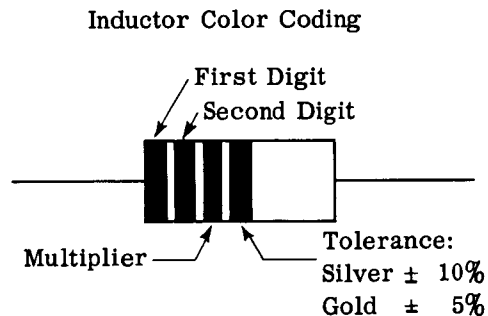 Inductor Color Coding
First Digit
Second Digit
Multiplier
Tolerance:
Silver ± 10%
Gold ± 5%